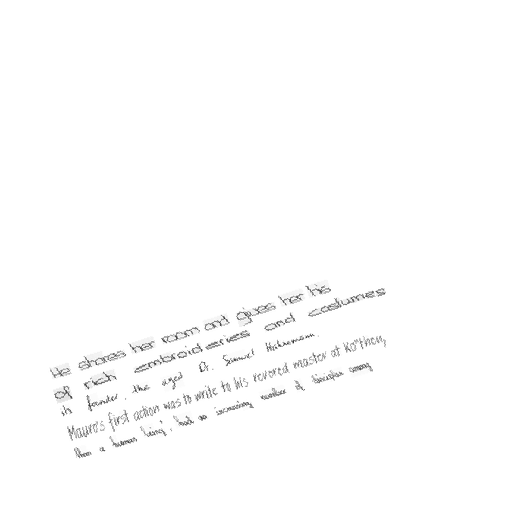 He shares her room and gives her his
of rich embroideries and costumes
its founder, the aged Dr. Samuel Hahnemann.
Mauro's first action was to write to his revered master at Ko"then,
than a human being, had an increasing number of disciples among